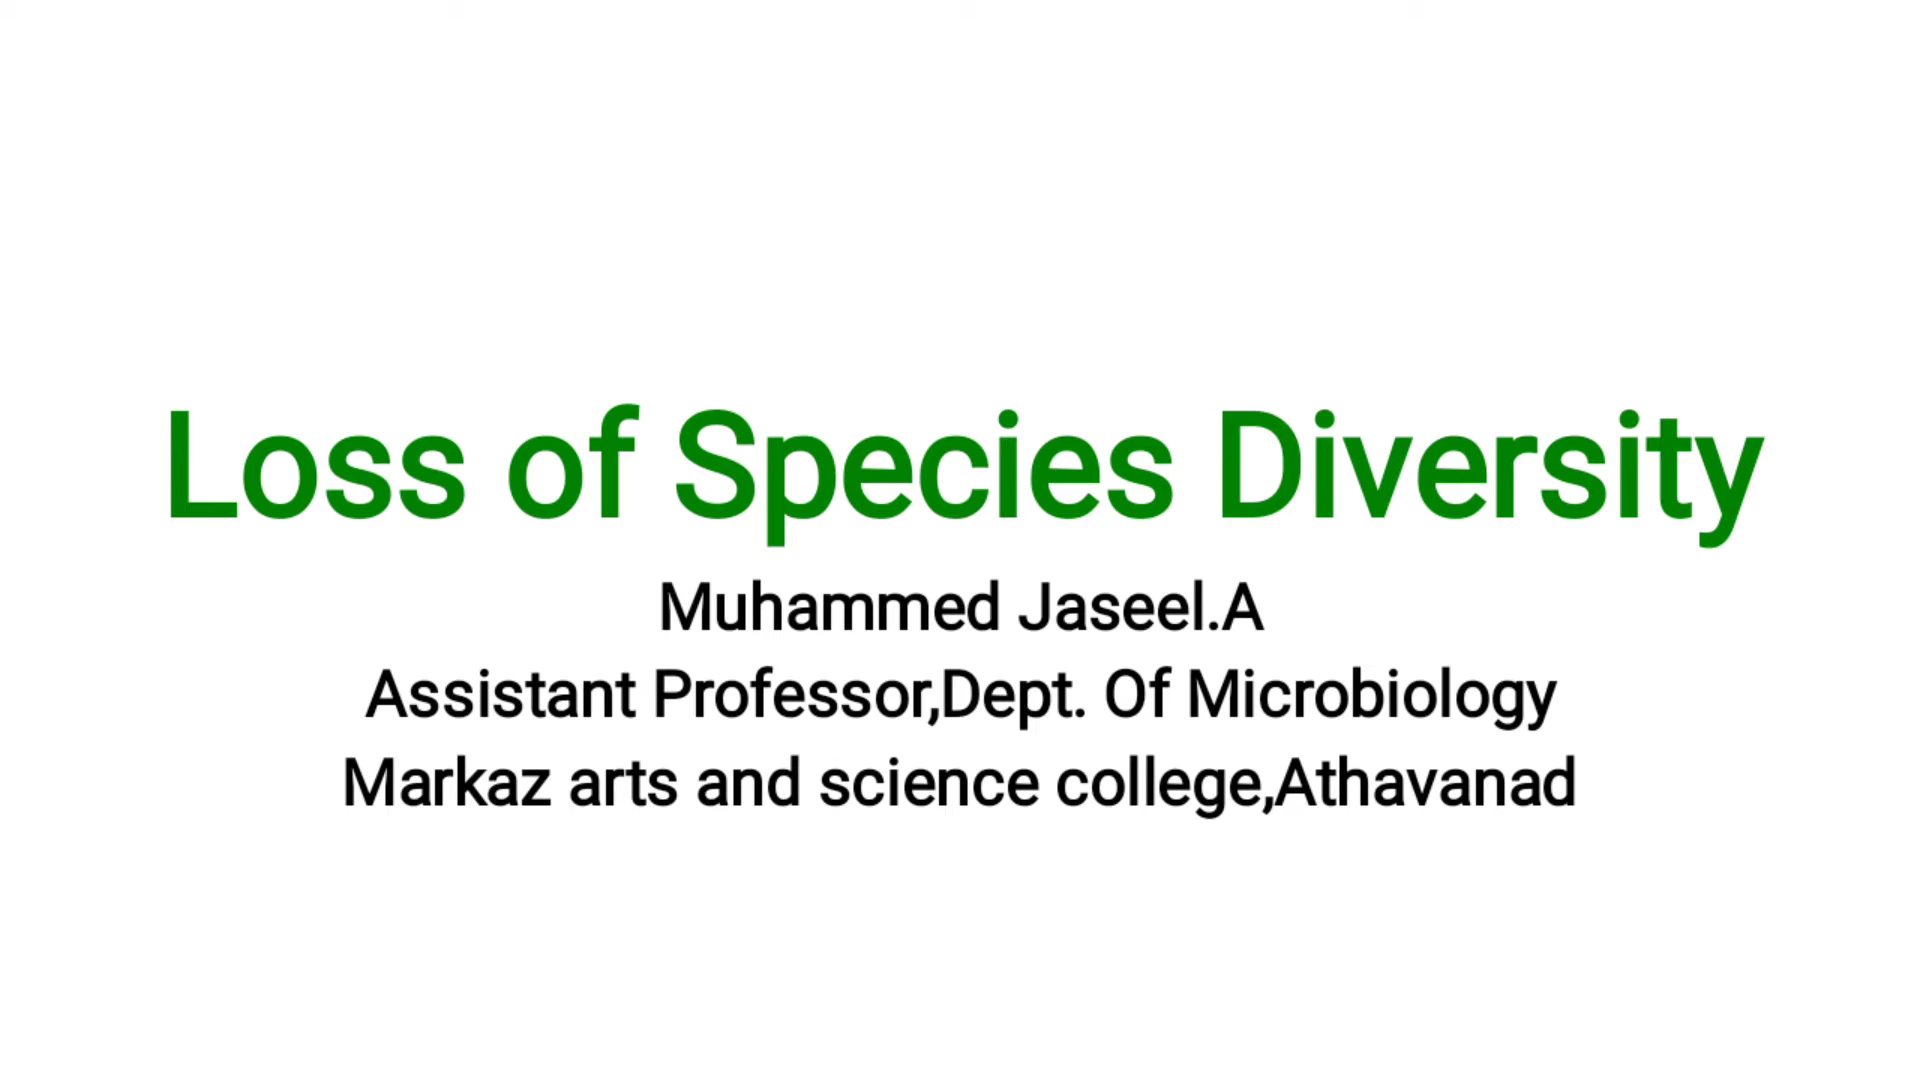 Loss of Species Diversity
Muhammed Jaseel.A
Assistant Professor,Dept. Of Microbiology
Markaz arts and science college,Athavanad